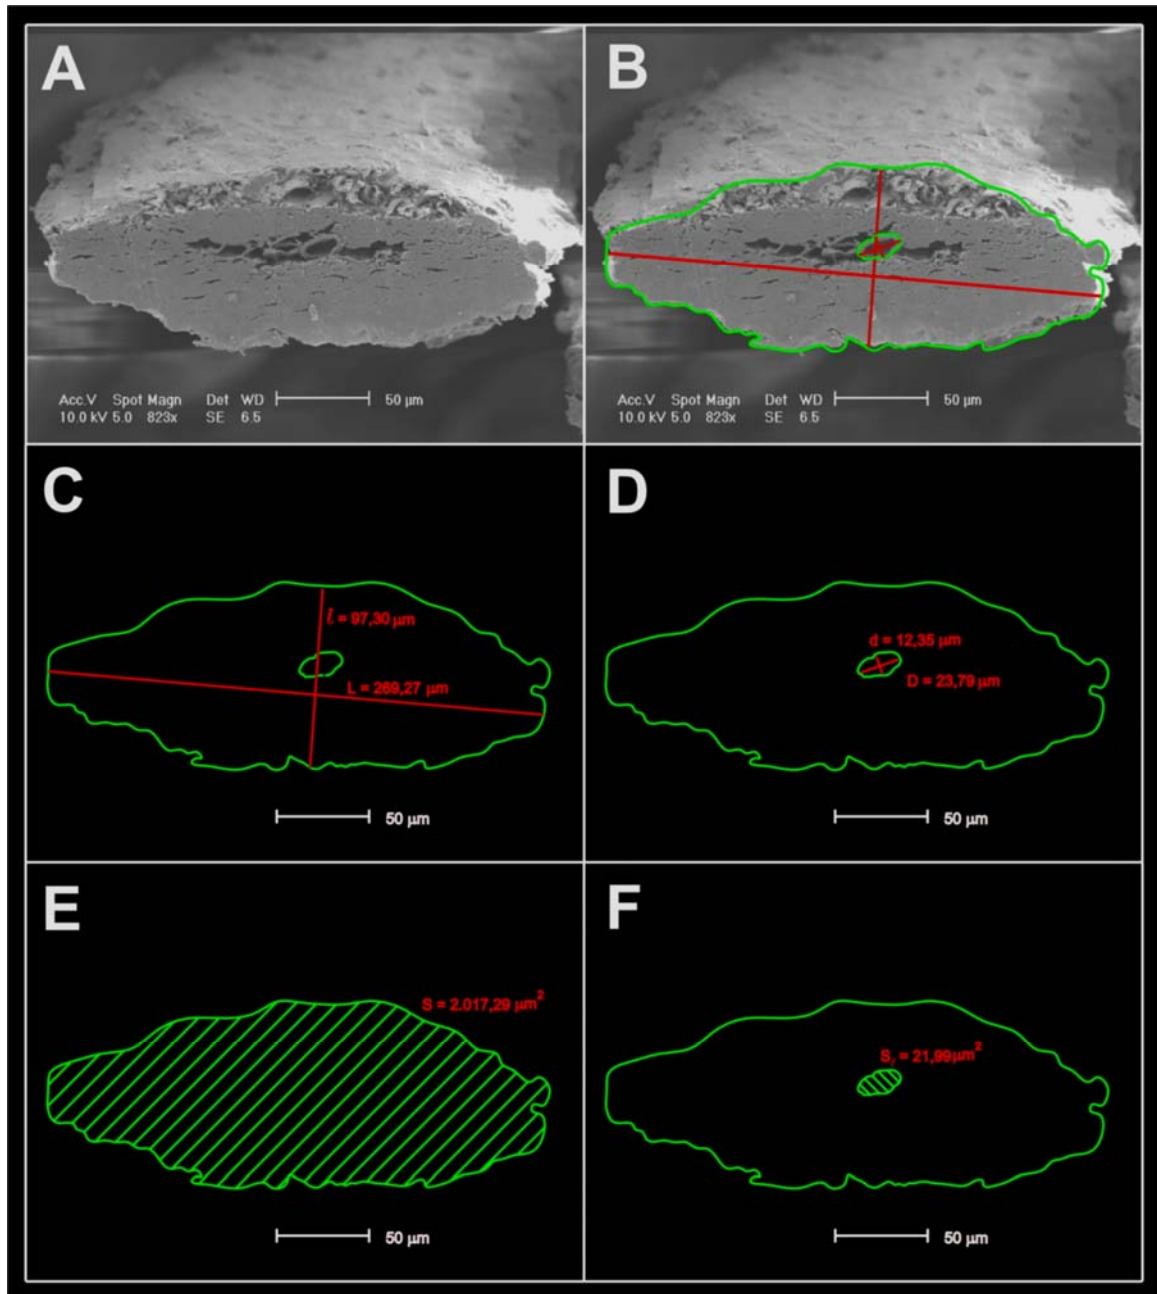 A
Acc.V Spot Magn Det WD
10.0 kV 5.0 823x SE 6.5
50 µm
B
Acc.V Spot Magn Det WD
10.0 kV 5.0 823x SE 6.5
50 µm
C
ℓ = 97,30 µm
L = 269,27 µm
50 µm
D
d = 12,35 µm
D = 23,79 µm
50 µm
E
S = 2.017,29 µm²
50 µm
F
S, = 21,99µm²
50 µm